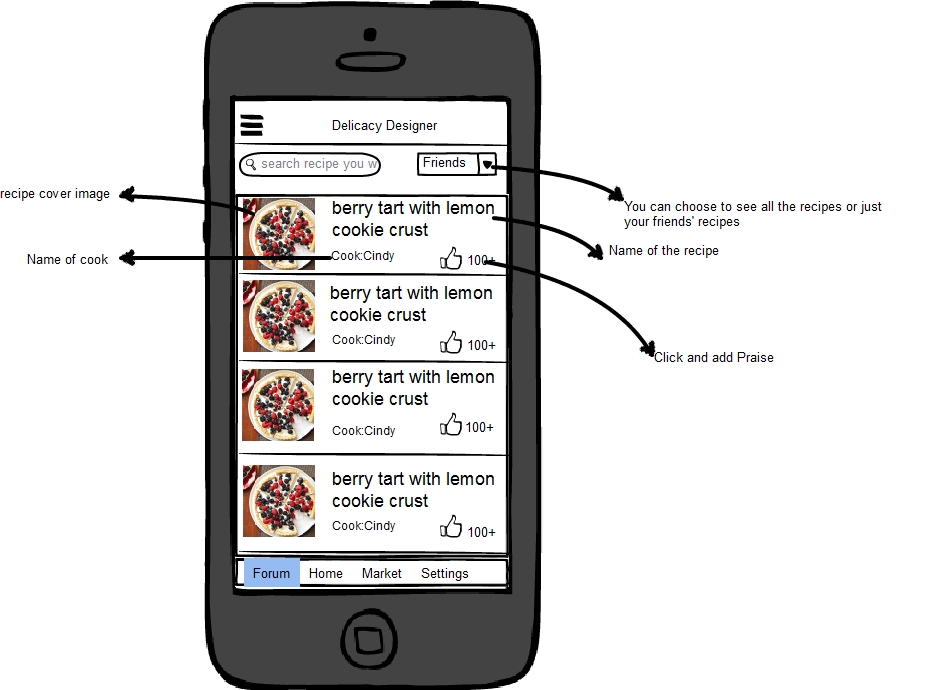 Delicacy Designer
search recipe you w
Friends
recipe cover image
You can choose to see all the recipes or just
your friends' recipes
berry tart with lemon
cookie crust
Name of the recipe
Cook:Cindy
100+
Name of cook
berry tart with lemon
cookie crust
Cook:Cindy
100+
Click and add Praise
berry tart with lemon
cookie crust
Cook:Cindy
100+
berry tart with lemon
cookie crust
Cook:Cindy
100+
Forum Home Market Settings